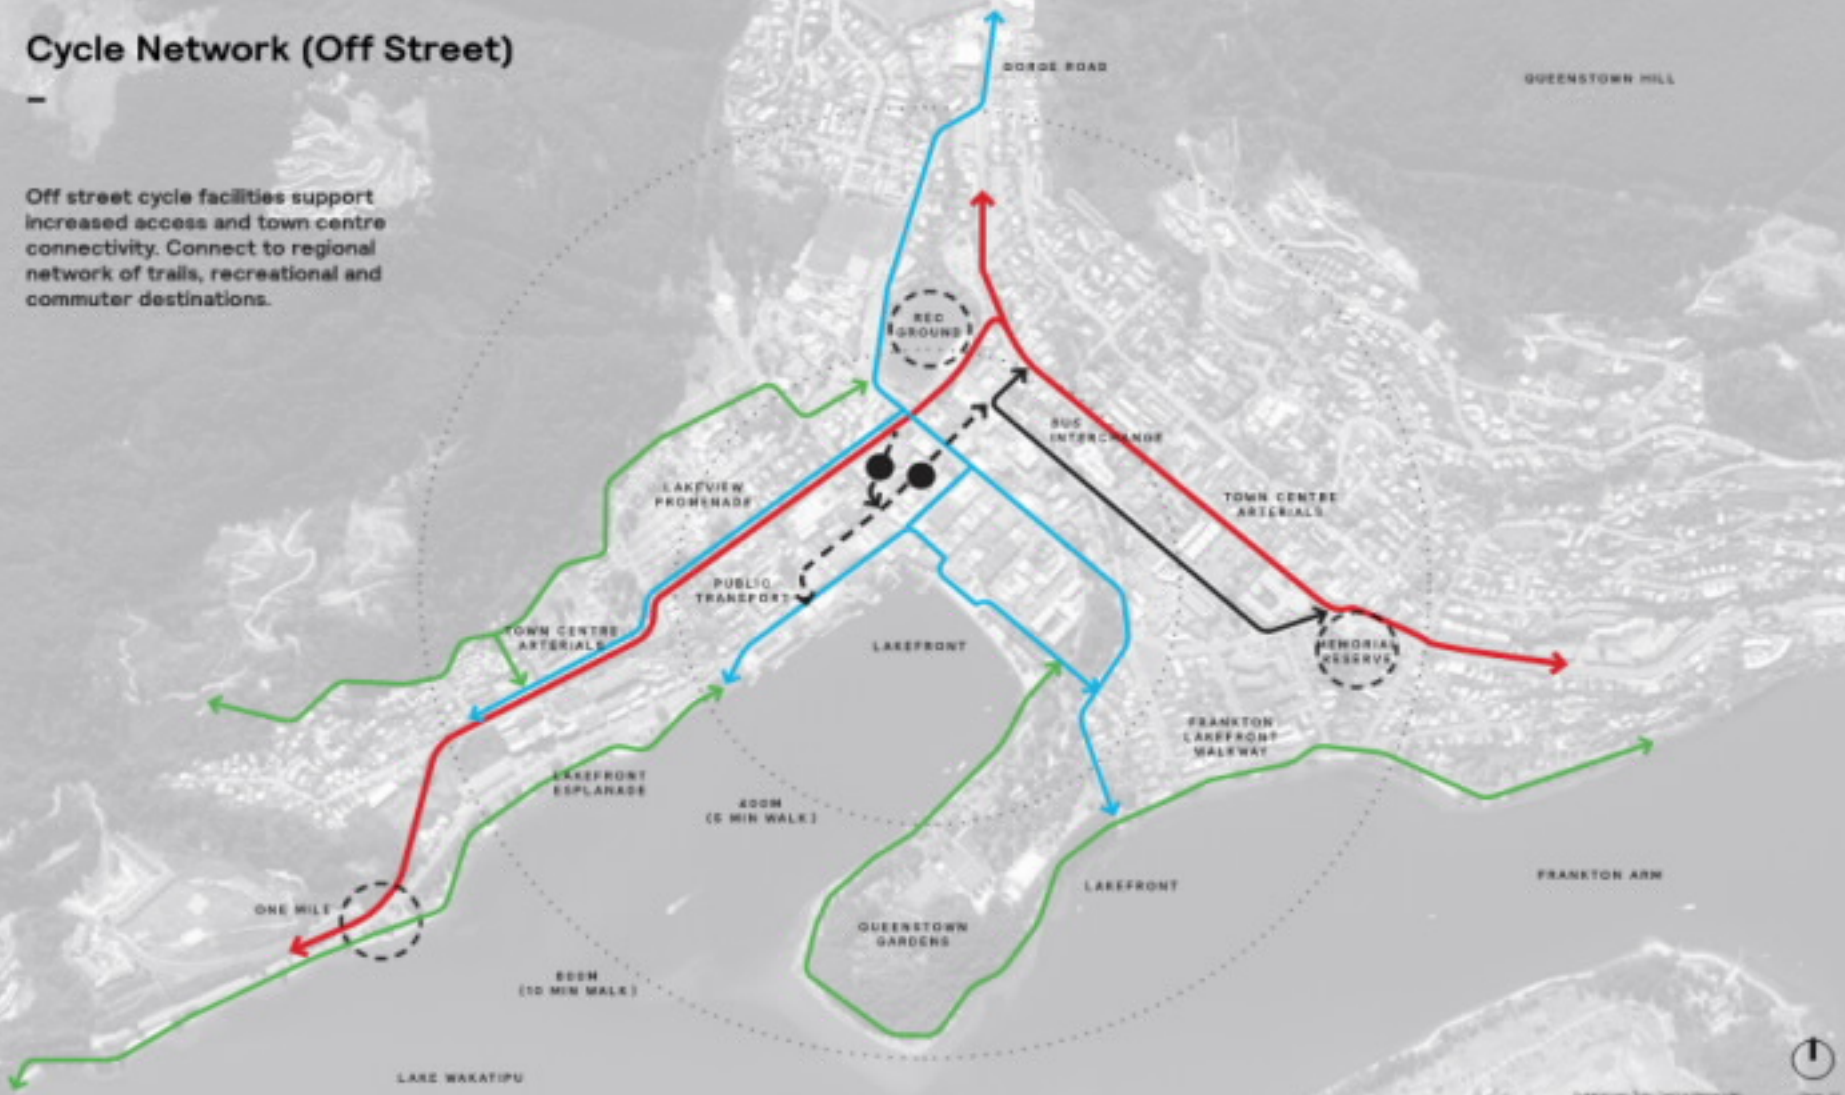 Cycle Network (Off Street)
–
Off street cycle facilities support
increased access and town centre
connectivity. Connect to regional
network of trails, recreational and
commuter destinations.
GORGE ROAD
QUEENSTOWN HILL
REC
GROUND
BUS
INTERCHANGE
LAKEVIEW
PROMENADE
TOWN CENTRE
ARTERIALS
PUBLIC
TRANSPORT
TOWN CENTRE
ARTERIALS
LAKEFRONT
MEMORIAL
RESERVE
FRANKTON
LAKEFRONT
WALKWAY
LAKEFRONT
ESPLANADE
400M
(5 MIN WALK)
FRANKTON ARM
LAKEFRONT
ONE MILE
QUEENSTOWN
GARDENS
800M
(10 MIN WALK)
LAKE WAKATIPU